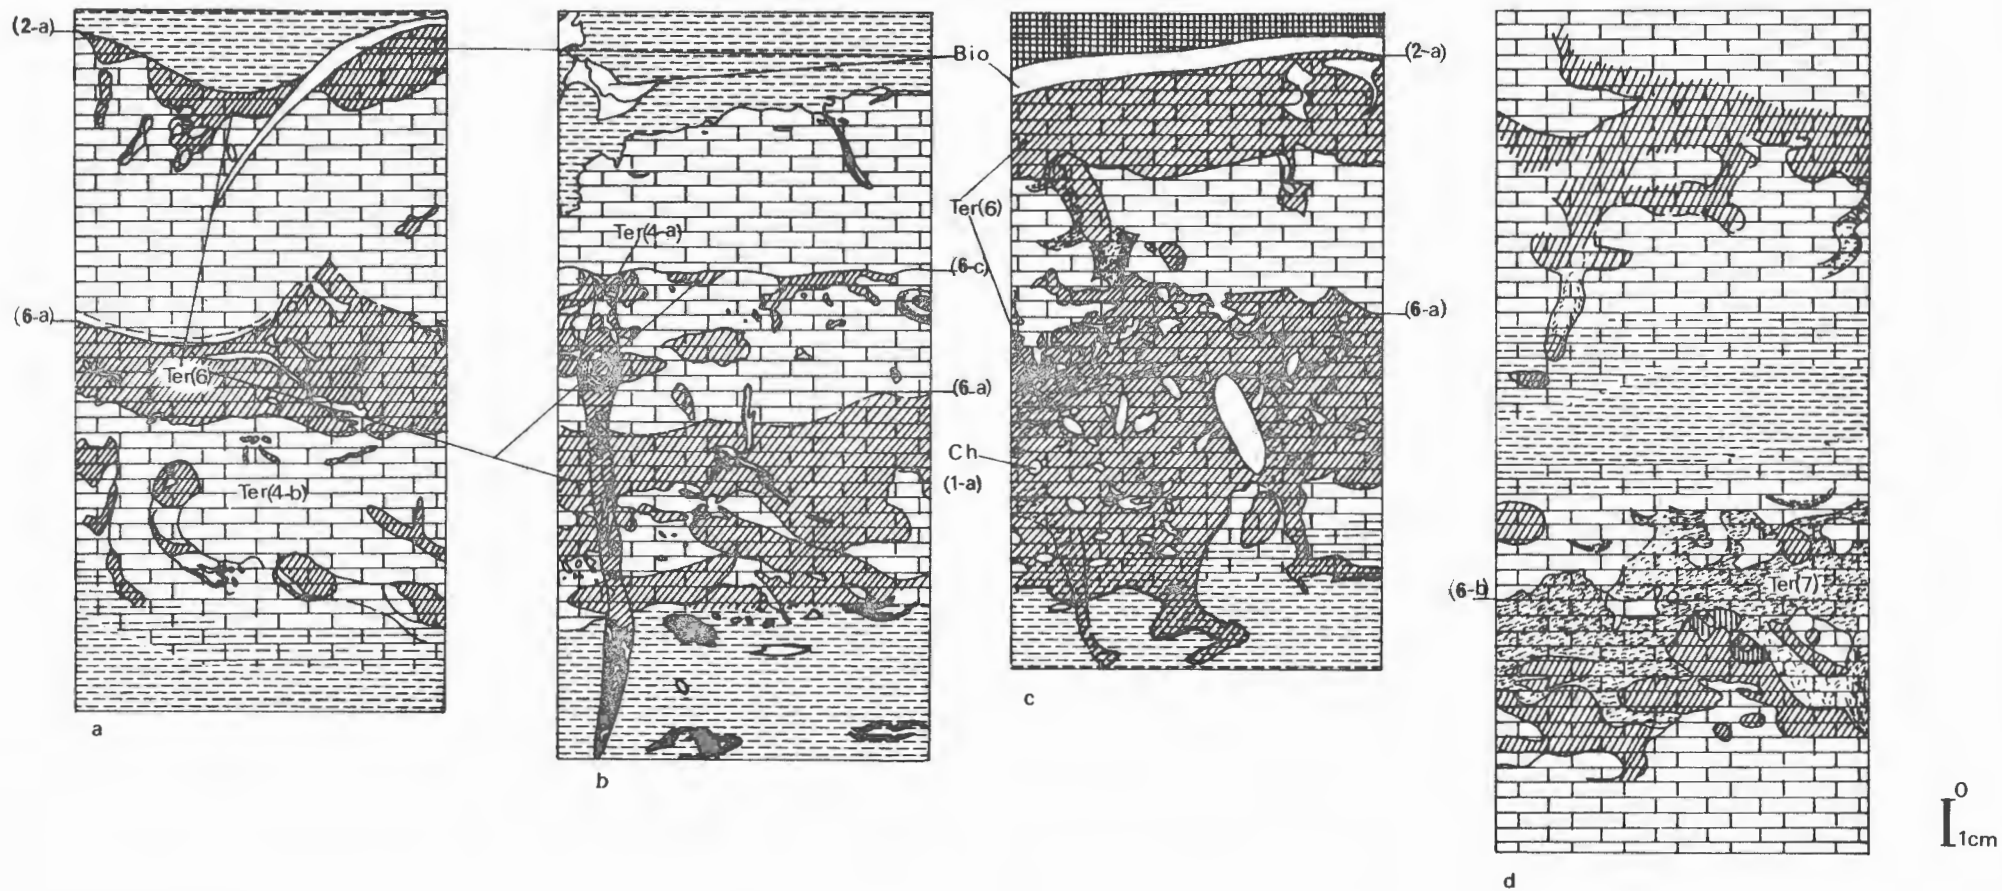 (2-a)
(6-a)
Ter(6)
Ter(4-b)
a
Bio
Ter(4-a)
(6-c)
(6-a)
b
Ter(6)
Ch
(1-a)
(2-a)
(6-a)
c
(6-b)
Ter(7)
d
0
1cm